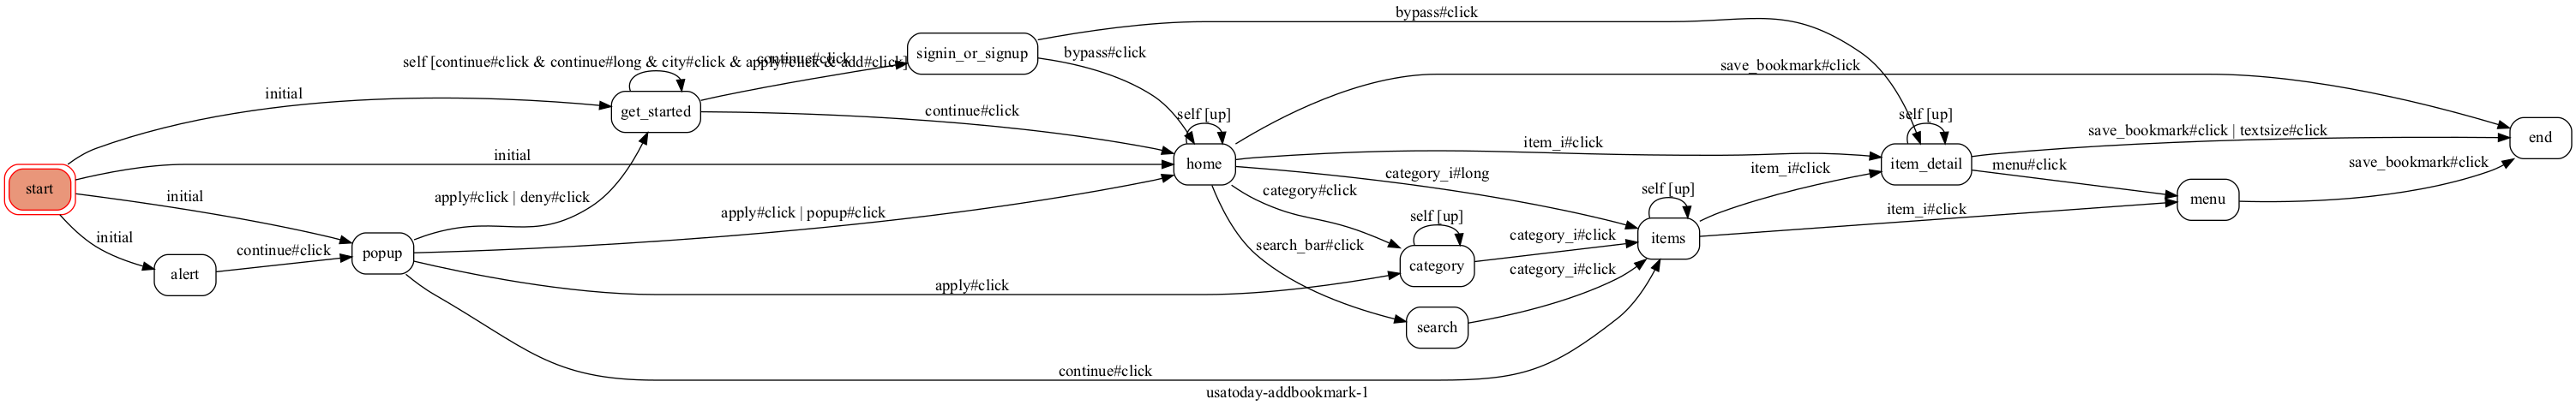 bypass#click
signin_or_signup
bypass#click
self [continue#click & continue#long & city#click & apply#click & add#click]
continue#click
save_bookmark#click
initial
get_started
continue#click
self [up]
self [up]
end
initial
home
item_i#click
item_detail
save_bookmark#click | textsize#click
menu#click
save_bookmark#click
start
initial
apply#click | deny#click
category_i#long
item_i#click
category#click
self [up]
menu
initial
apply#click | popup#click
self [up]
item_i#click
alert
continue#click
popup
search_bar#click
category_i#click
items
category
category_i#click
apply#click
search
continue#click
usatoday-addbookmark-1